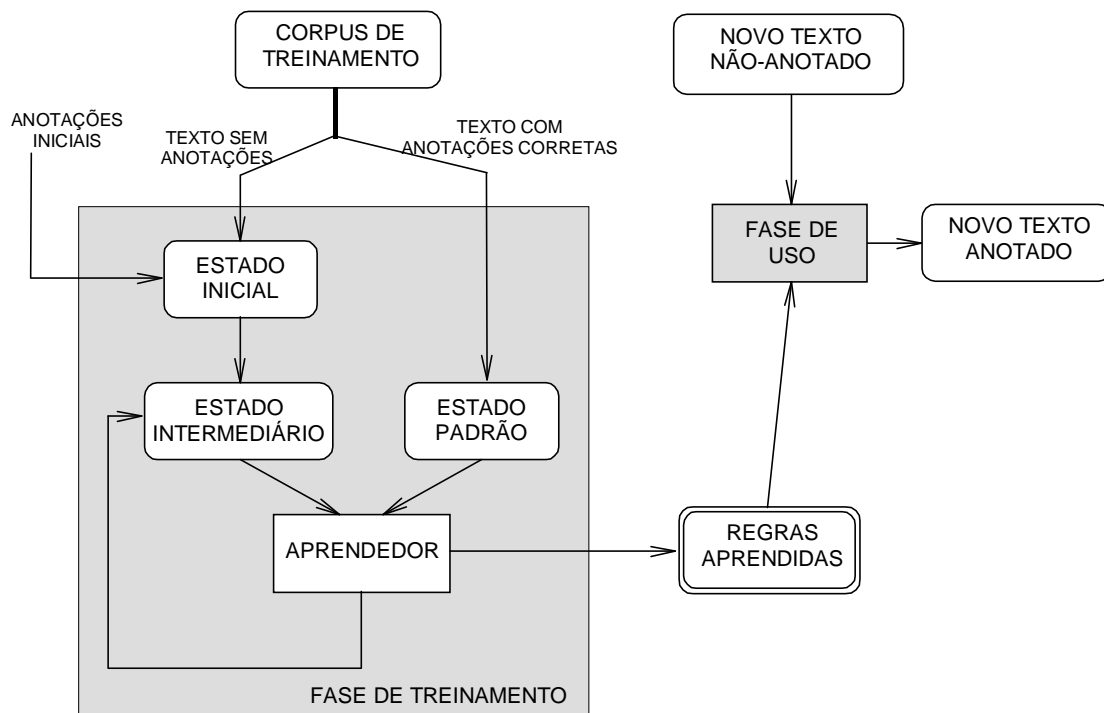 CORPUS DE
TREINAMENTO
NOVO TEXTO
NÃO-ANOTADO
ANOTAÇÕES
INICIAIS
TEXTO SEM
ANOTAÇÕES
TEXTO COM
ANOTAÇÕES CORRETAS
FASE DE
USO
NOVO TEXTO
ANOTADO
ESTADO
INICIAL
ESTADO
INTERMEDIÁRIO
ESTADO
PADRÃO
APRENDEDOR
REGRAS
APRENDIDAS
FASE DE TREINAMENTO